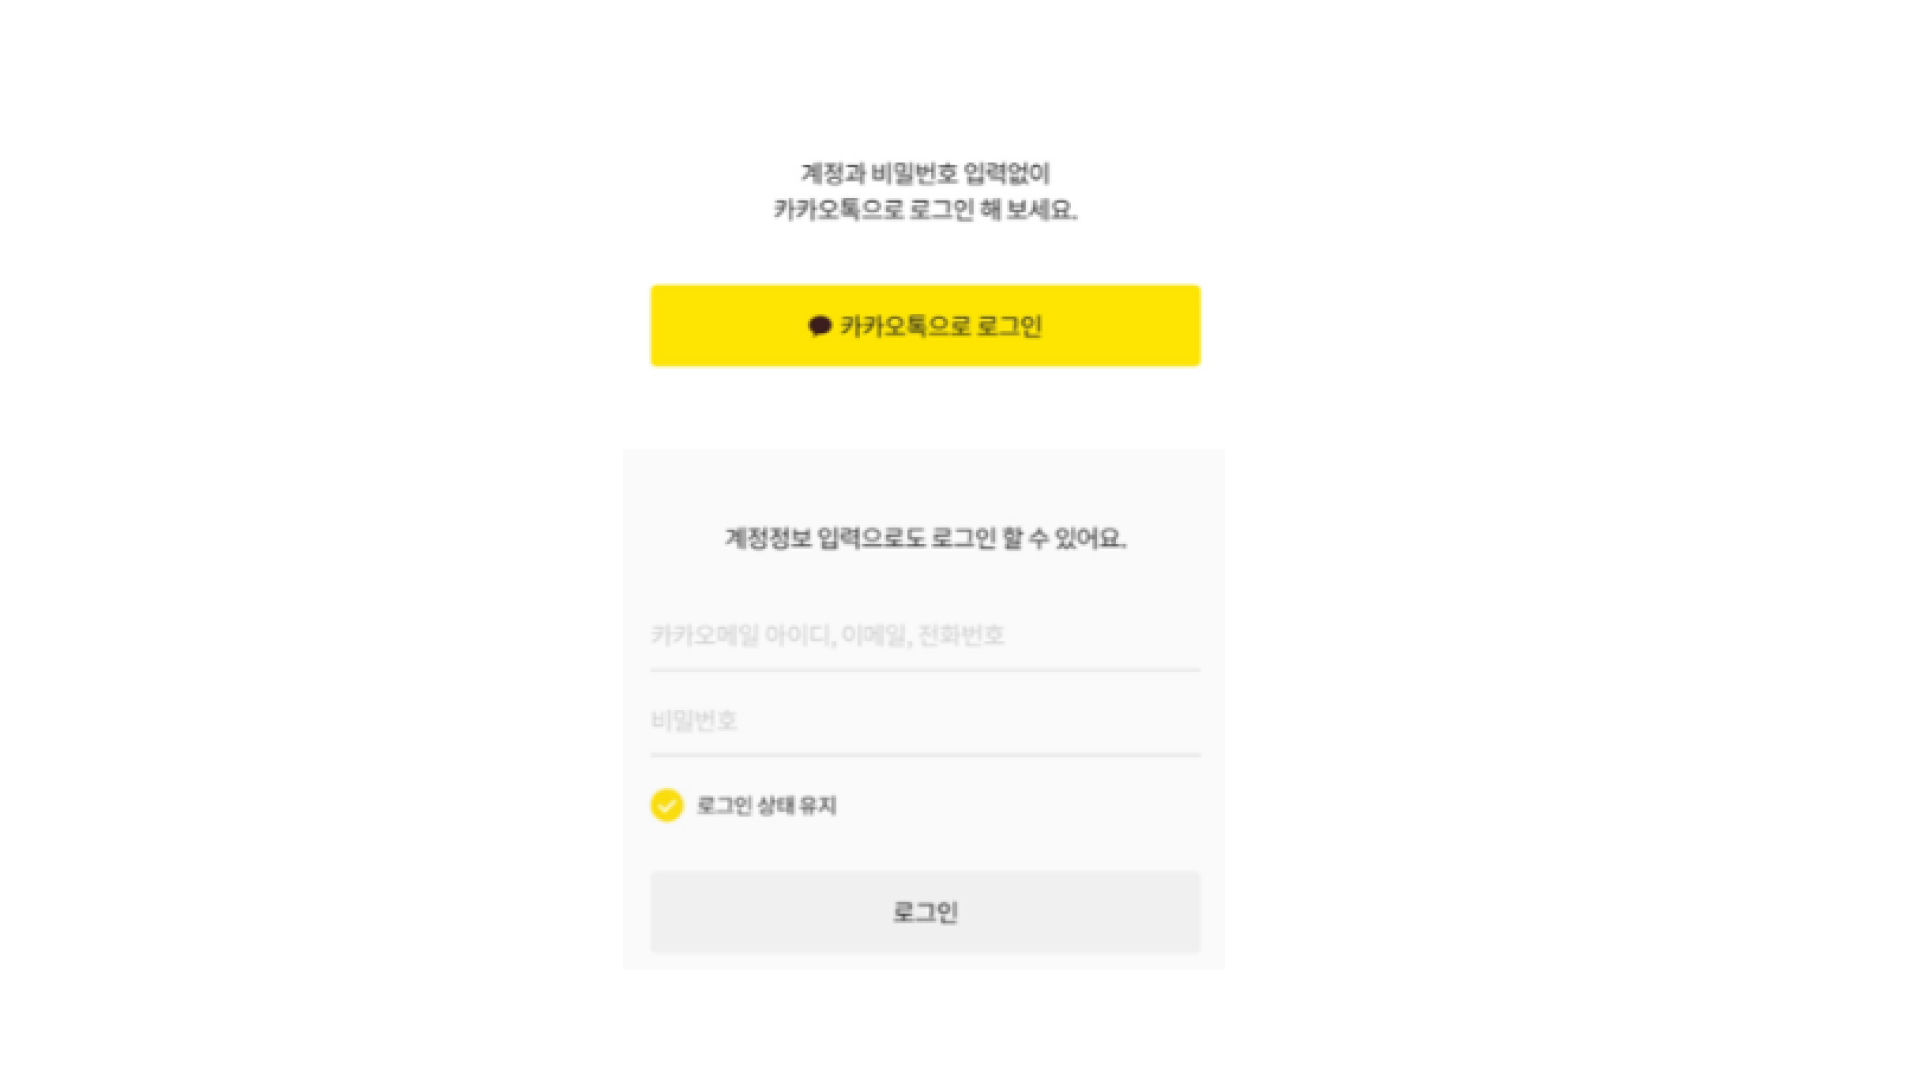 계정과 비밀번호 입력없이
카카오톡으로 로그인 해 보세요.
카카오톡으로 로그인
계정정보 입력으로도 로그인 할 수 있어요.
카카오메일 아이디, 이메일, 전화번호
비밀번호
로그인 상태 유지
로그인